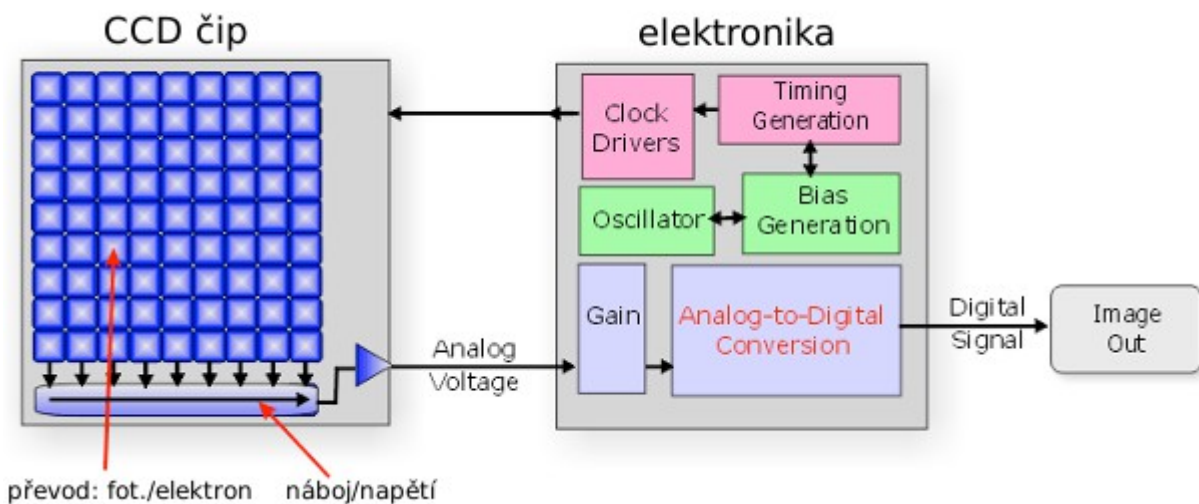 CCD čip
elektronika
Clock
Drivers
Timing
Generation
Oscillator
Bias
Generation
Gain
Analog-to-Digital
Conversion
Analog
Voltage
Digital
Signal
Image
Out
převod: fot./elektron
náboj/napětí